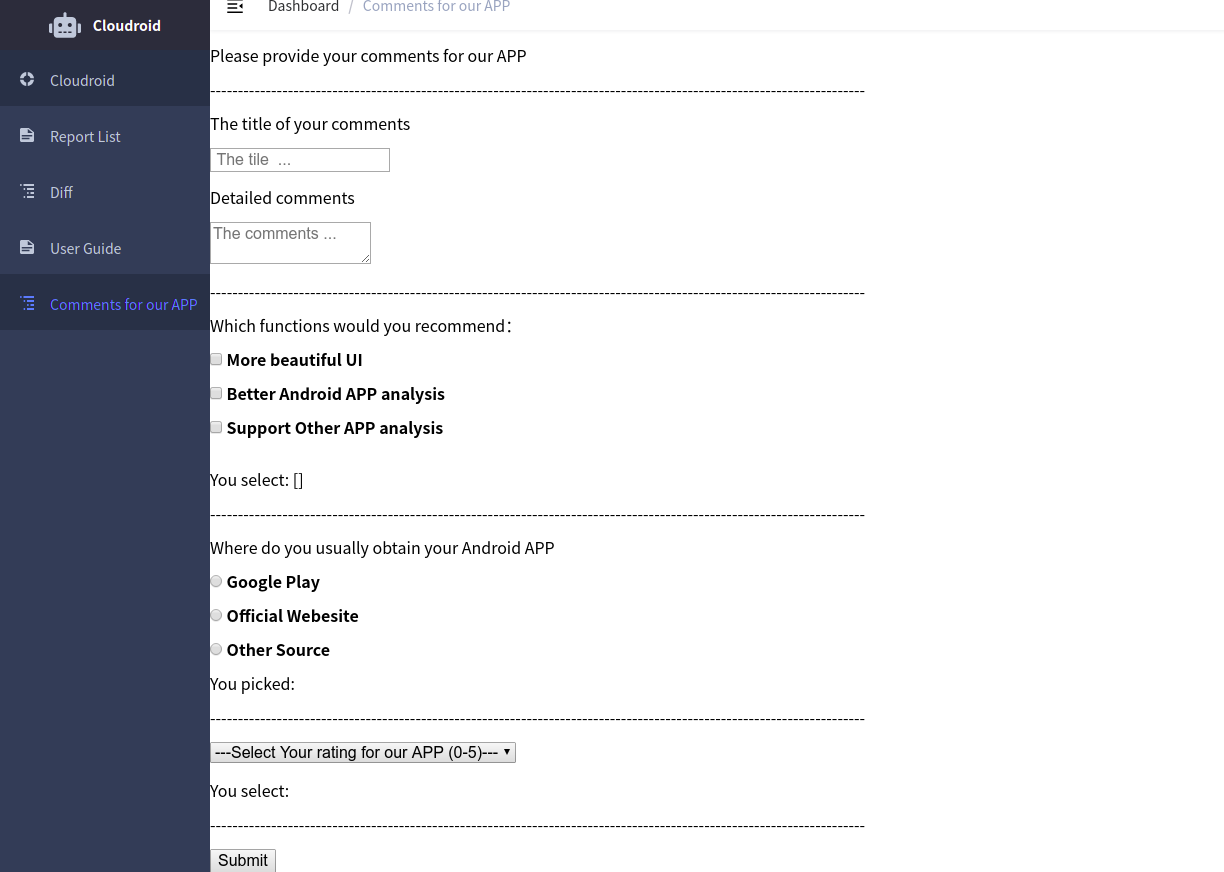 Cloudroid
Dashboard / Comments for our APP
Cloudroid
Report List
Diff
User Guide
Comments for our APP
Please provide your comments for our APP
-----------------------------------------------------------------------------------------------------------------------
The title of your comments
The tile  ...
Detailed comments
The comments ...
-----------------------------------------------------------------------------------------------------------------------
Which functions would you recommend：
More beautiful UI
Better Android APP analysis
Support Other APP analysis
You select: []
-----------------------------------------------------------------------------------------------------------------------
Where do you usually obtain your Android APP
Google Play
Official Webesite
Other Source
You picked:
-----------------------------------------------------------------------------------------------------------------------
---Select Your rating for our APP (0-5)---
You select:
-----------------------------------------------------------------------------------------------------------------------
Submit